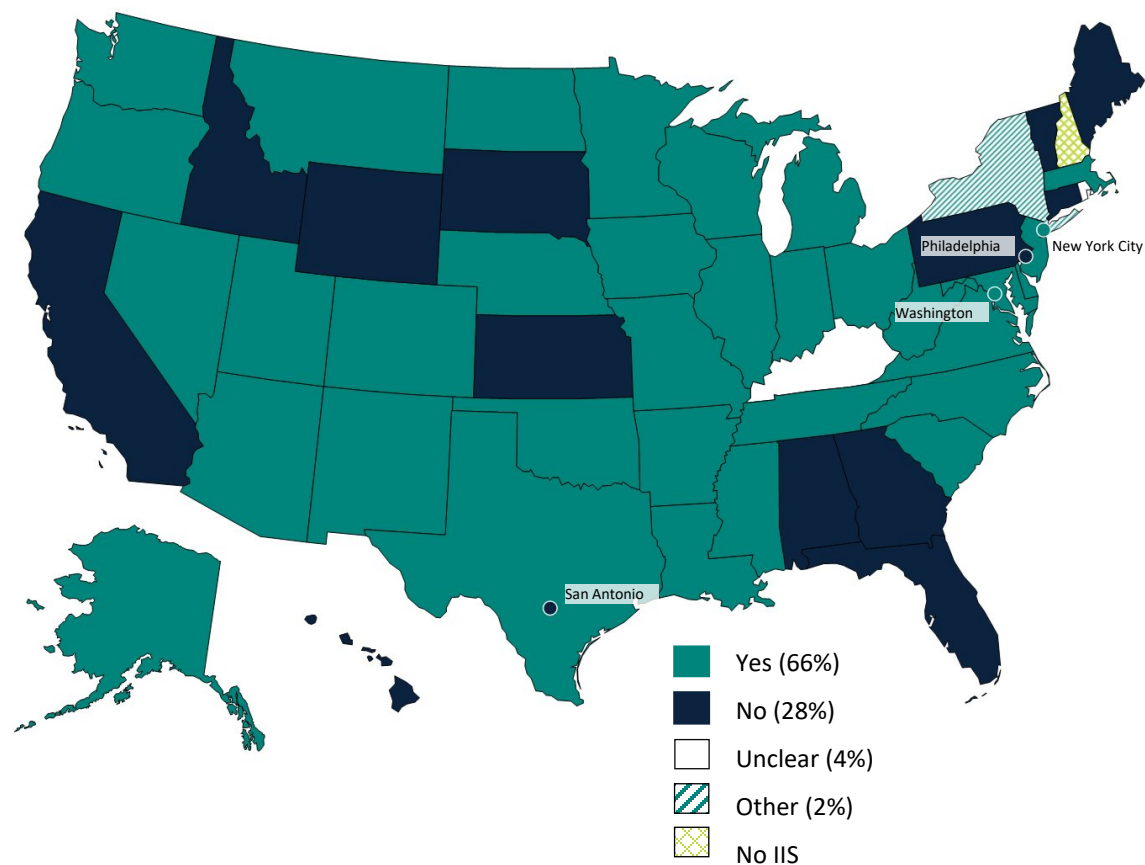 Philadelphia
New York City
Washington
San Antonio
Yes (66%)
No (28%)
Unclear (4%)
Other (2%)
No IIS